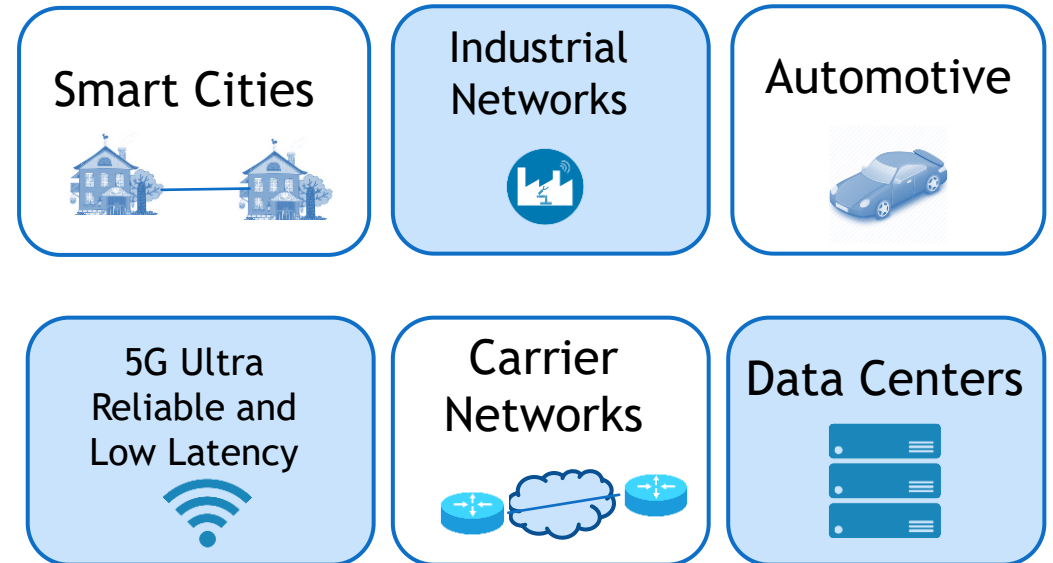 Smart Cities
Industrial
Networks
Automotive
5G Ultra
Reliable and
Low Latency
Carrier
Networks
Data Centers